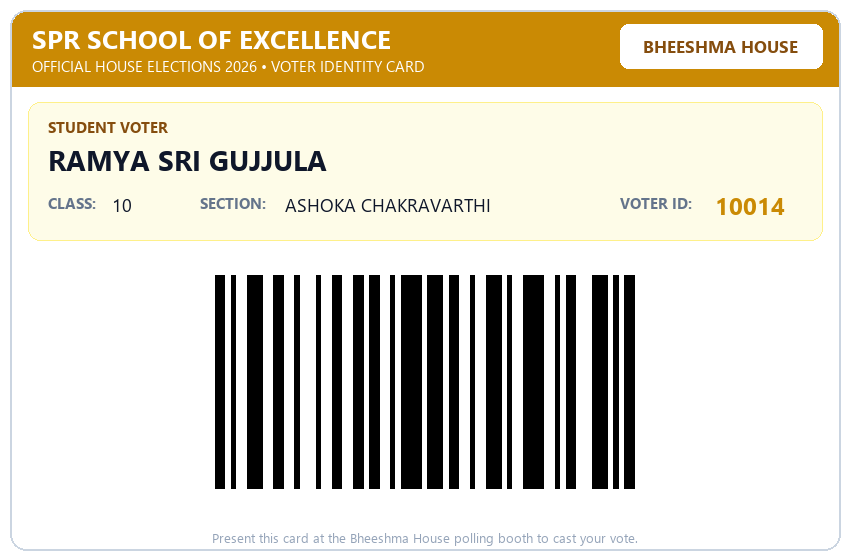 SPR SCHOOL OF EXCELLENCE
OFFICIAL HOUSE ELECTIONS 2026 • VOTER IDENTITY CARD
BHEESHMA HOUSE
STUDENT VOTER
RAMYA SRI GUJJULA
CLASS: 10 SECTION: ASHOKA CHAKRAVARTHI VOTER ID: 10014
Present this card at the Bheeshma House polling booth to cast your vote.